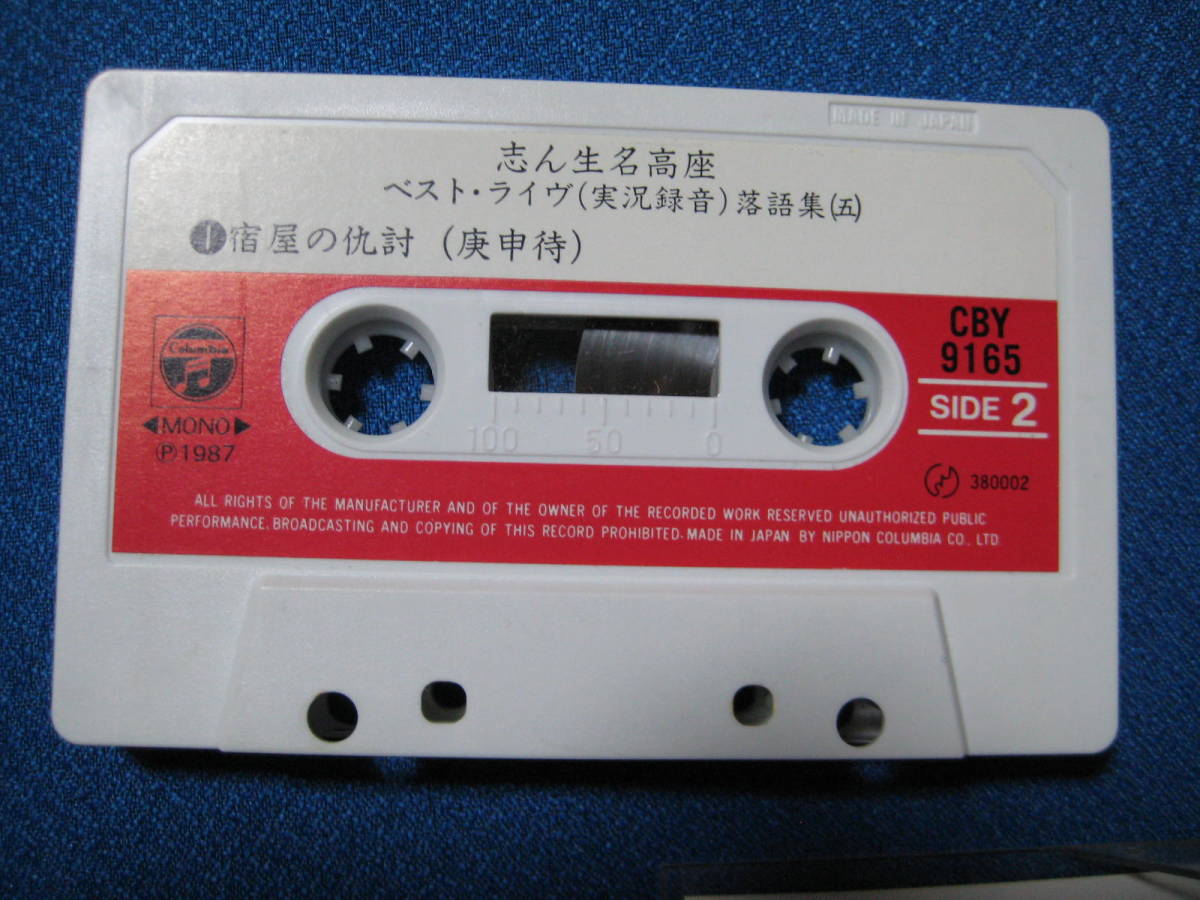 MADE IN JAPAN
志ん生名高座
ベスト・ライヴ(実況録音)落語集(五)
❶宿屋の仇討 (庚申待)
CBY
9165
SIDE 2
Columbia
◀MONO▶
Ⓟ1987
100 50 0
380002
ALL RIGHTS OF THE MANUFACTURER AND OF THE OWNER OF THE RECORDED WORK RESERVED UNAUTHORIZED PUBLIC
PERFORMANCE. BROADCASTING AND COPYING OF THIS RECORD PROHIBITED. MADE IN JAPAN BY NIPPON COLUMBIA CO., LTD